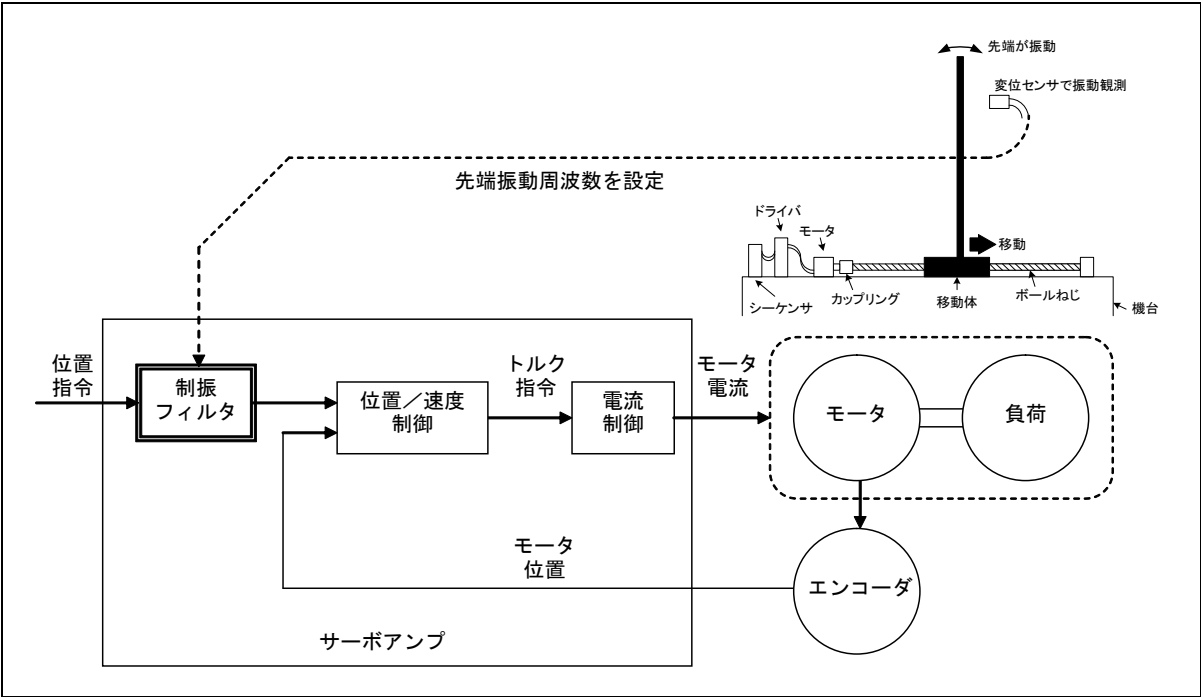 先端が振動
変位センサで振動観測
先端振動周波数を設定
ドライバ
モータ
移動
シーケンサ
カップリング
移動体
ボールねじ
機台
位置
指令
制振
フィルタ
位置／速度
制御
トルク
指令
電流
制御
モータ
電流
モータ
負荷
モータ
位置
エンコーダ
サーボアンプ